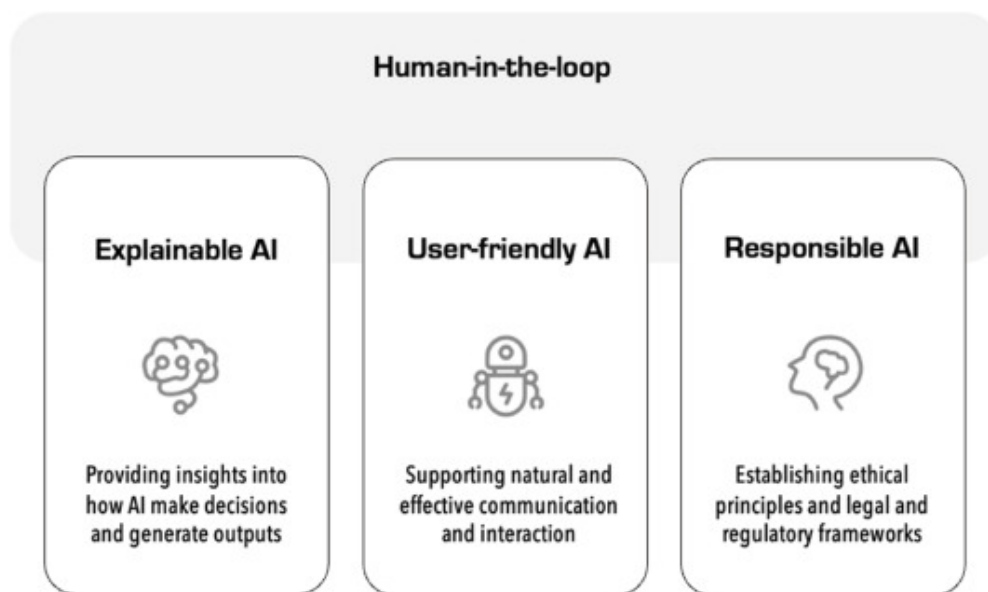 Human-in-the-loop
Explainable AI
Providing insights into
how AI make decisions
and generate outputs
User-friendly AI
Supporting natural and
effective communication
and interaction
Responsible AI
Establishing ethical
principles and legal and
regulatory frameworks